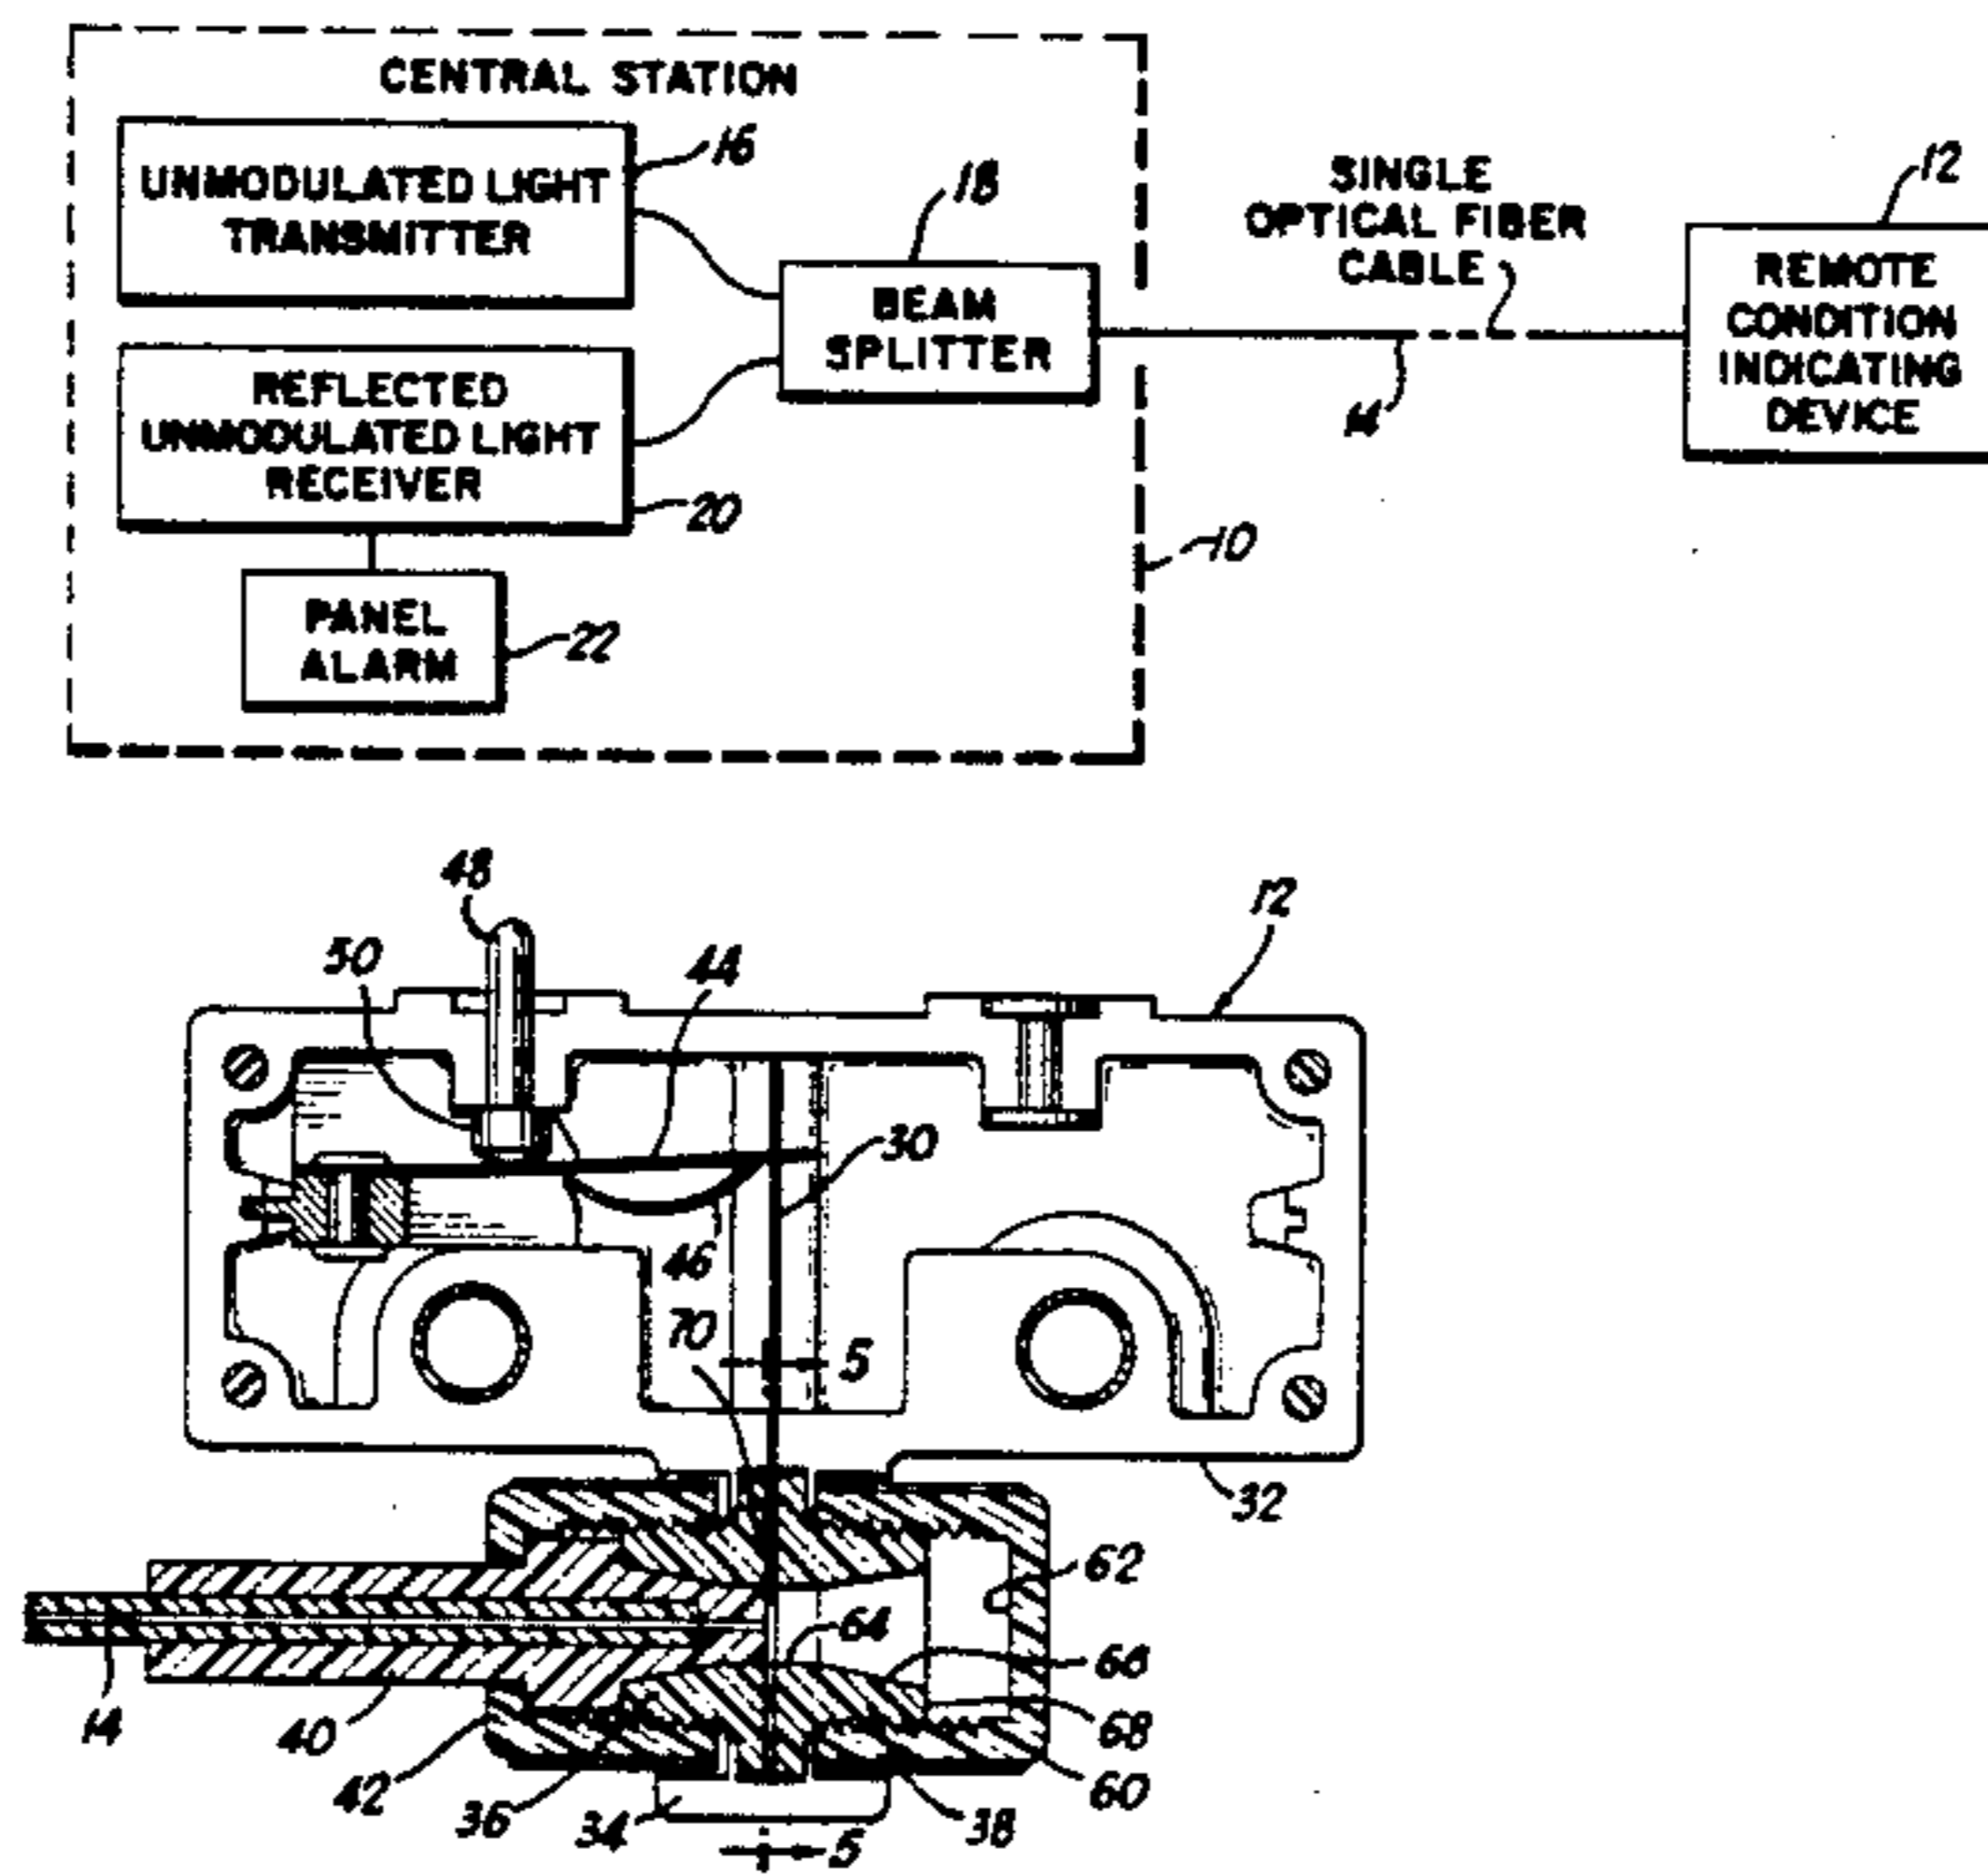 CENTRAL STATION
UNMODULATED LIGHT
TRANSMITTER
16
18
BEAM
SPLITTER
SINGLE
OPTICAL FIBER
CABLE
12
REMOTE
CONDITION
INDICATING
DEVICE
14
REFLECTED
UNMODULATED LIGHT
RECEIVER
20
10
PANEL
ALARM
22
48
50
44
12
30
46
70
5
32
62
64
66
68
14
40
42
36
34
38
60
5